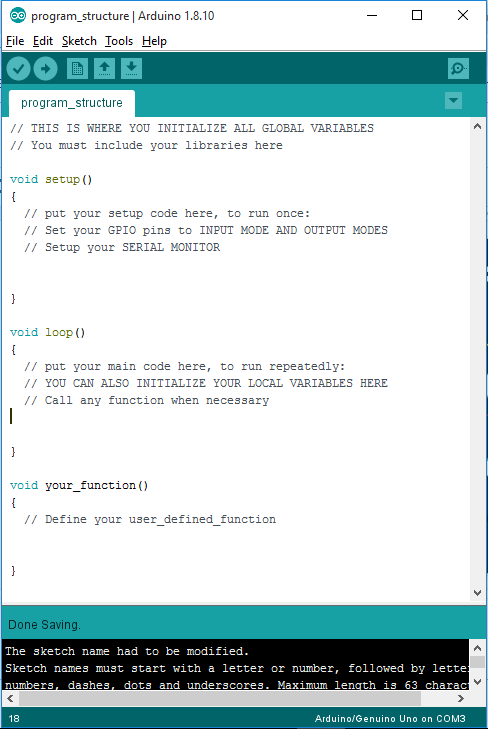 program_structure | Arduino 1.8.10
File Edit Sketch Tools Help
program_structure
// THIS IS WHERE YOU INITIALIZE ALL GLOBAL VARIABLES
// You must include your libraries here
void setup()
{
// put your setup code here, to run once:
// Set your GPIO pins to INPUT MODE AND OUTPUT MODES
// Setup your SERIAL MONITOR
}
void loop()
{
// put your main code here, to run repeatedly:
// YOU CAN ALSO INITIALIZE YOUR LOCAL VARIABLES HERE
// Call any function when necessary
}
void your_function()
{
// Define your user_defined_function
}
Done Saving.
The sketch name had to be modified.
Sketch names must start with a letter or number, followed by lette
numbers, dashes, dots and underscores. Maximum length is 63 charac
18 Arduino/Genuino Uno on COM3